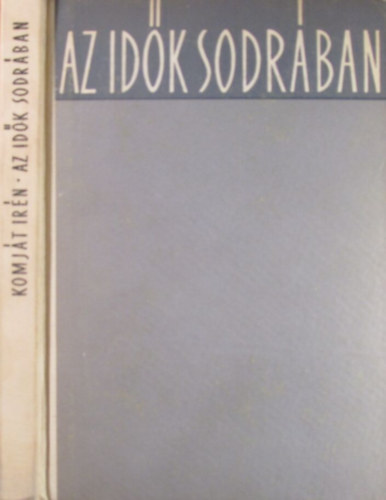 AZ IDŐK SODRÁBAN
KOMJÁT IRÉN · AZ IDŐK SODRÁBAN